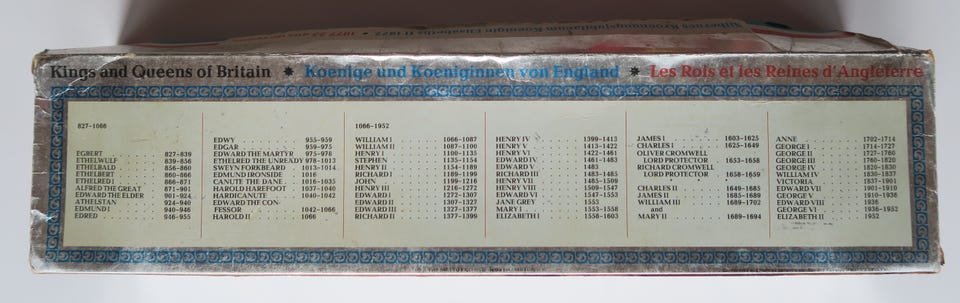 Kings and Queens of Britain ✷ Koenige und Koeniginnen von England ✷ Les Rois et les Reines d'Angleterre
827-1066
EGBERT 827-839
ETHELWULF 839-856
ETHELBALD 856-860
ETHELBERT 860-866
ETHELRED I 866-871
ALFRED THE GREAT 871-901
EDWARD THE ELDER 901-924
ATHELSTAN 924-940
EDMUND I 940-946
EDRED 946-955
EDWY 955-959
EDGAR 959-975
EDWARD THE MARTYR 975-978
ETHELRED THE UNREADY 978-1013
SWEYN FORKBEARD 1013-1014
EDMUND IRONSIDE 1016
CANUTE THE DANE 1016-1035
HAROLD HAREFOOT 1037-1040
HARDICANUTE 1040-1042
EDWARD THE CON-
FESSOR 1042-1066
HAROLD II 1066
1066-1952
WILLIAM I 1066-1087
WILLIAM II 1087-1100
HENRY I 1100-1135
STEPHEN 1135-1154
HENRY II 1154-1189
RICHARD I 1189-1199
JOHN 1199-1216
HENRY III 1216-1272
EDWARD I 1272-1307
EDWARD II 1307-1327
EDWARD III 1327-1377
RICHARD II 1377-1399
HENRY IV 1399-1413
HENRY V 1413-1422
HENRY VI 1422-1461
EDWARD IV 1461-1483
EDWARD V 1483
RICHARD III 1483-1485
HENRY VII 1485-1509
HENRY VIII 1509-1547
EDWARD VI 1547-1553
JANE GREY 1553
MARY I 1553-1558
ELIZABETH I 1558-1603
JAMES I 1603-1625
CHARLES I 1625-1649
OLIVER CROMWELL
LORD PROTECTOR 1653-1658
RICHARD CROMWELL
LORD PROTECTOR
1658-1659
CHARLES II 1649-1685
JAMES II 1685-1689
WILLIAM III 1689-1702
and
MARY II 1689-1694
ANNE 1702-1714
GEORGE I 1714-1727
GEORGE II 1727-1760
GEORGE III 1760-1820
GEORGE IV 1820-1830
WILLIAM IV 1830-1837
VICTORIA 1837-1901
EDWARD VII 1901-1910
GEORGE V 1910-1936
EDWARD VIII 1936
GEORGE VI 1936-1952
ELIZABETH II 1952